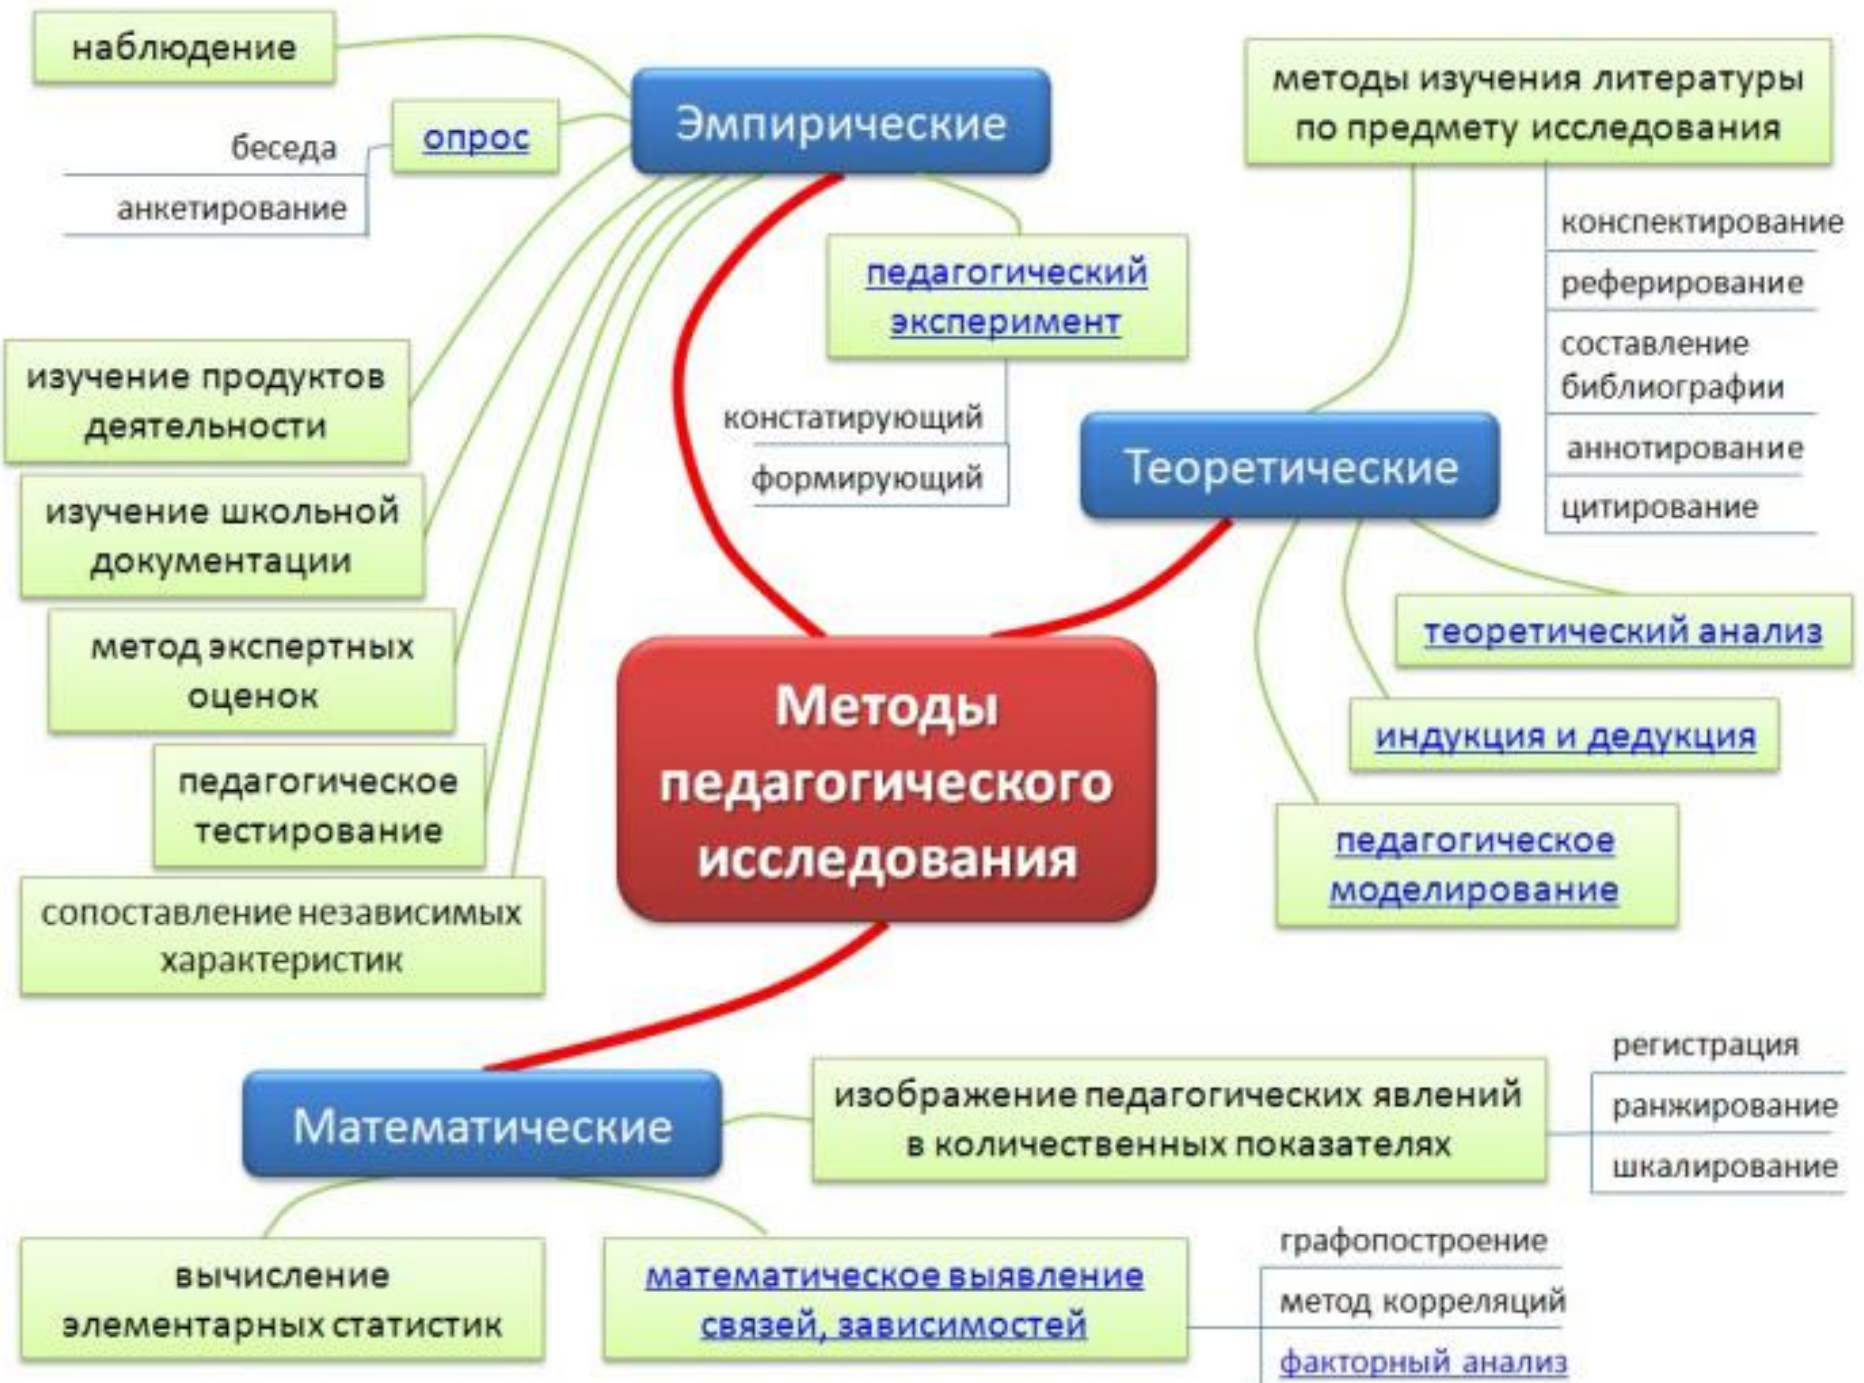 наблюдение
Эмпирические
методы изучения литературы
по предмету исследования
опрос
беседа
анкетирование
конспектирование
реферирование
составление
библиографии
аннотирование
цитирование
педагогический
эксперимент
констатирующий
формирующий
изучение продуктов
деятельности
Теоретические
изучение школьной
документации
метод экспертных
оценок
теоретический анализ
индукция и дедукция
Методы
педагогического
исследования
педагогическое
тестирование
педагогическое
моделирование
сопоставление независимых
характеристик
Математические
изображение педагогических явлений
в количественных показателях
регистрация
ранжирование
шкалирование
вычисление
элементарных статистик
математическое выявление
связей, зависимостей
графопостроение
метод корреляций
факторный анализ